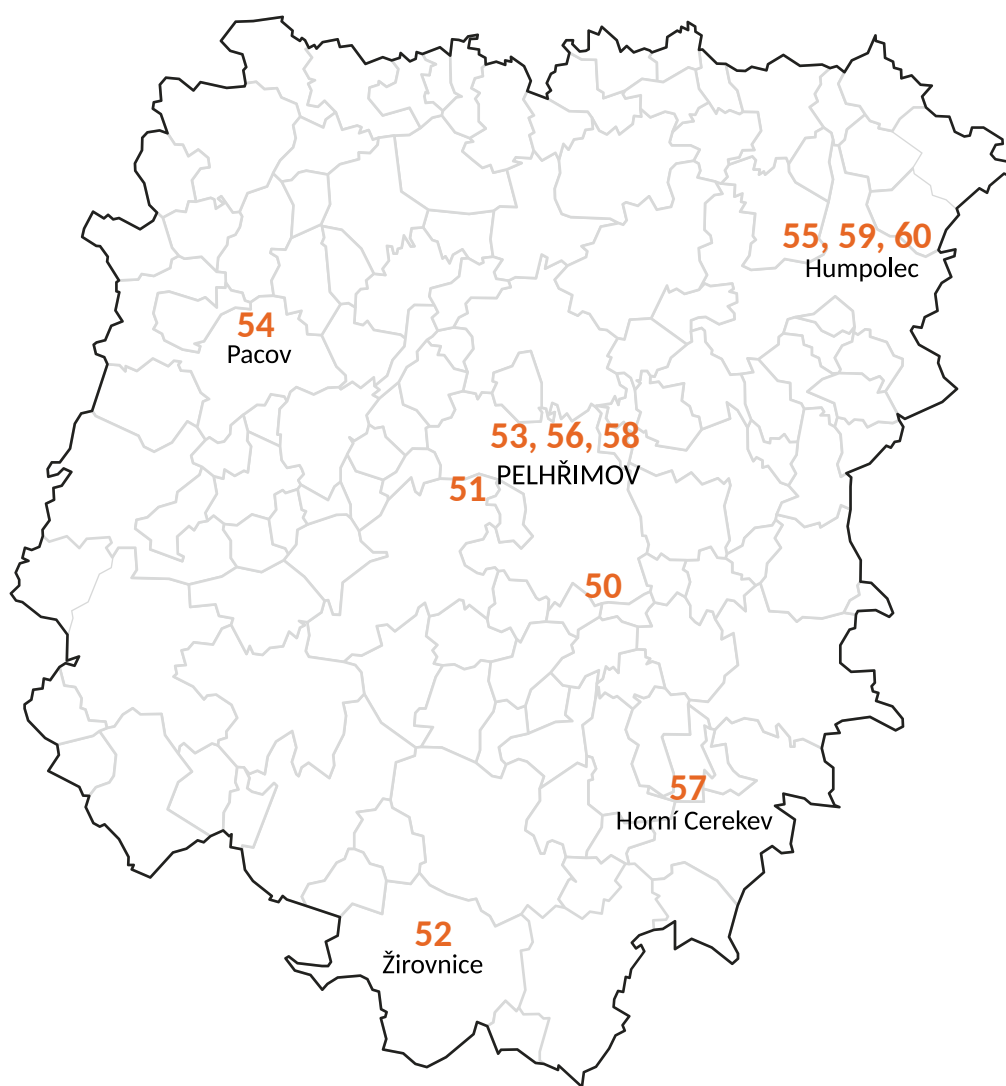 55, 59, 60
Humpolec
54
Pacov
53, 56, 58
PELHŘIMOV
51
50
57
Horní Cerekev
52
Žirovnice